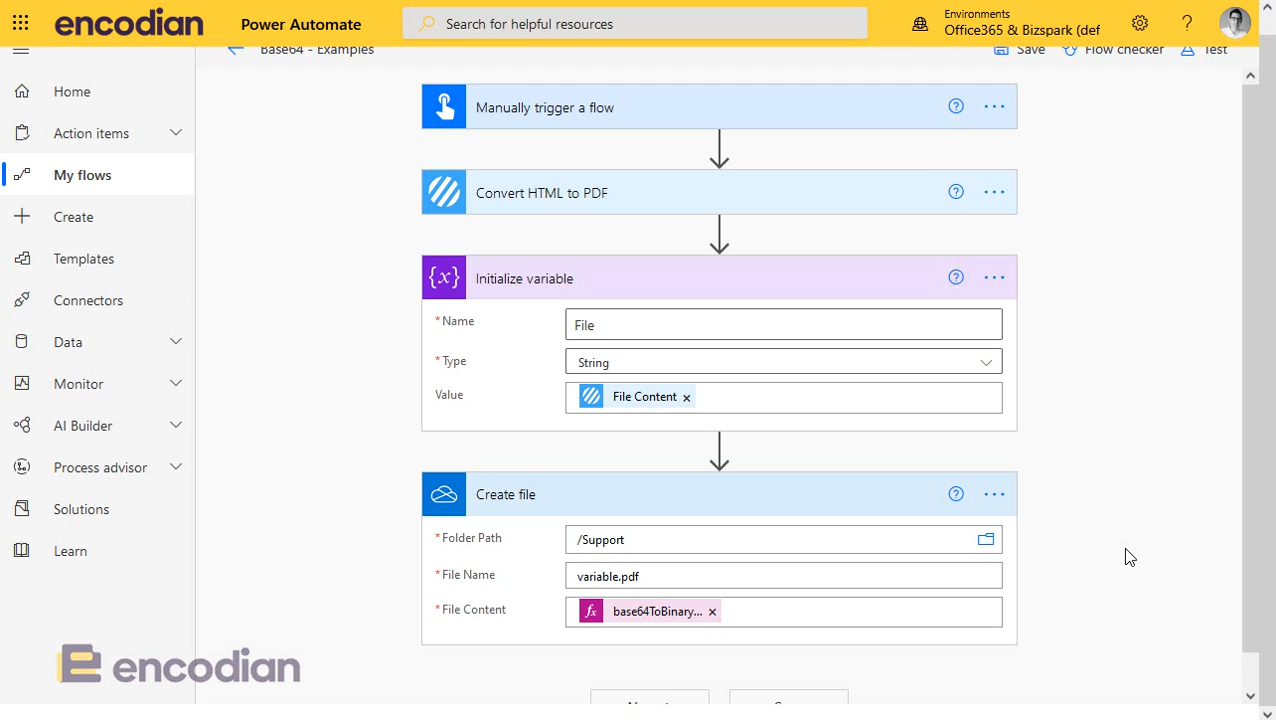 encodian
Power Automate
Search for helpful resources
Environments
Office365 & Bizspark (def
?
Base64 - Examples
Save
Flow checker
Test
Home
Action items
My flows
Create
Templates
Connectors
Data
Monitor
AI Builder
Process advisor
Solutions
Learn
Manually trigger a flow
Convert HTML to PDF
{x} Initialize variable
* Name
File
* Type
String
Value
File Content ×
Create file
* Folder Path
/Support
* File Name
variable.pdf
* File Content
fx base64ToBinary... ×
encodian